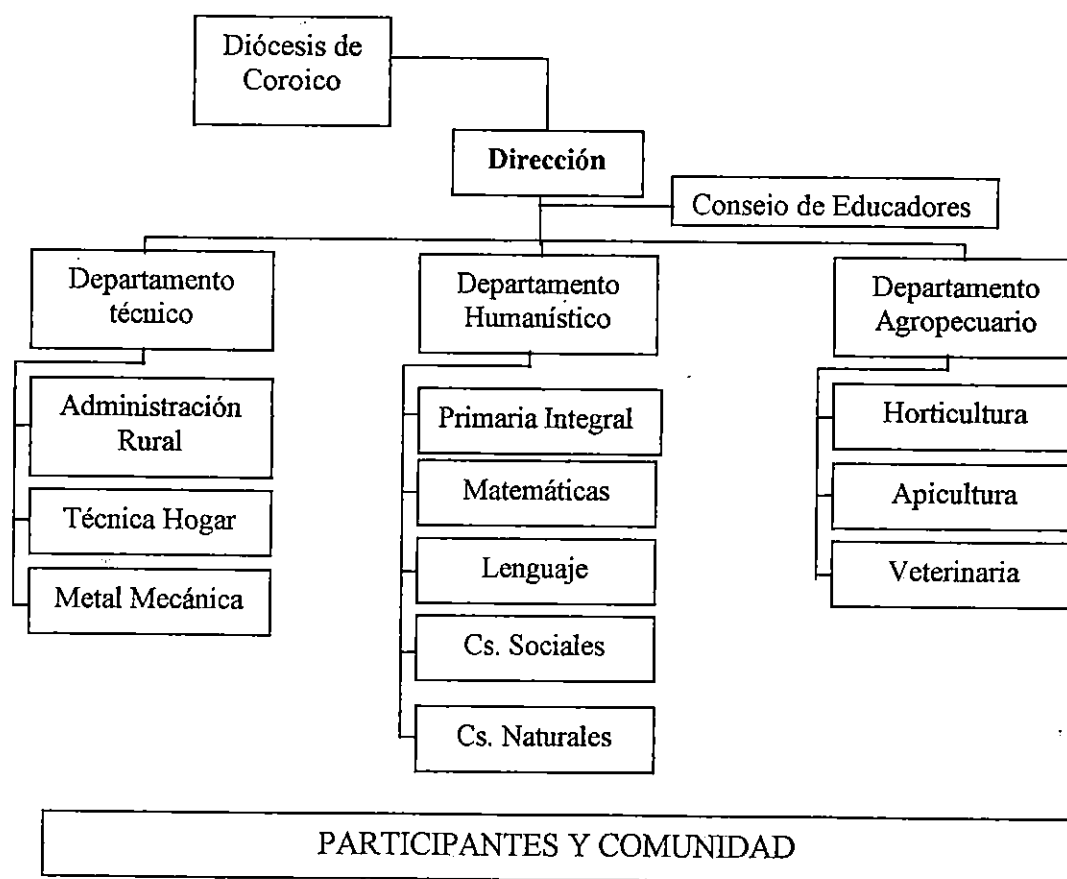 Diócesis de
Coroico
Dirección
Conseio de Educadores
Departamento
técnico
Departamento
Humanístico
Departamento
Agropecuario
Administración
Rural
Técnica Hogar
Metal Mecánica
Primaria Integral
Matemáticas
Lenguaje
Cs. Sociales
Cs. Naturales
Horticultura
Apicultura
Veterinaria
PARTICIPANTES Y COMUNIDAD